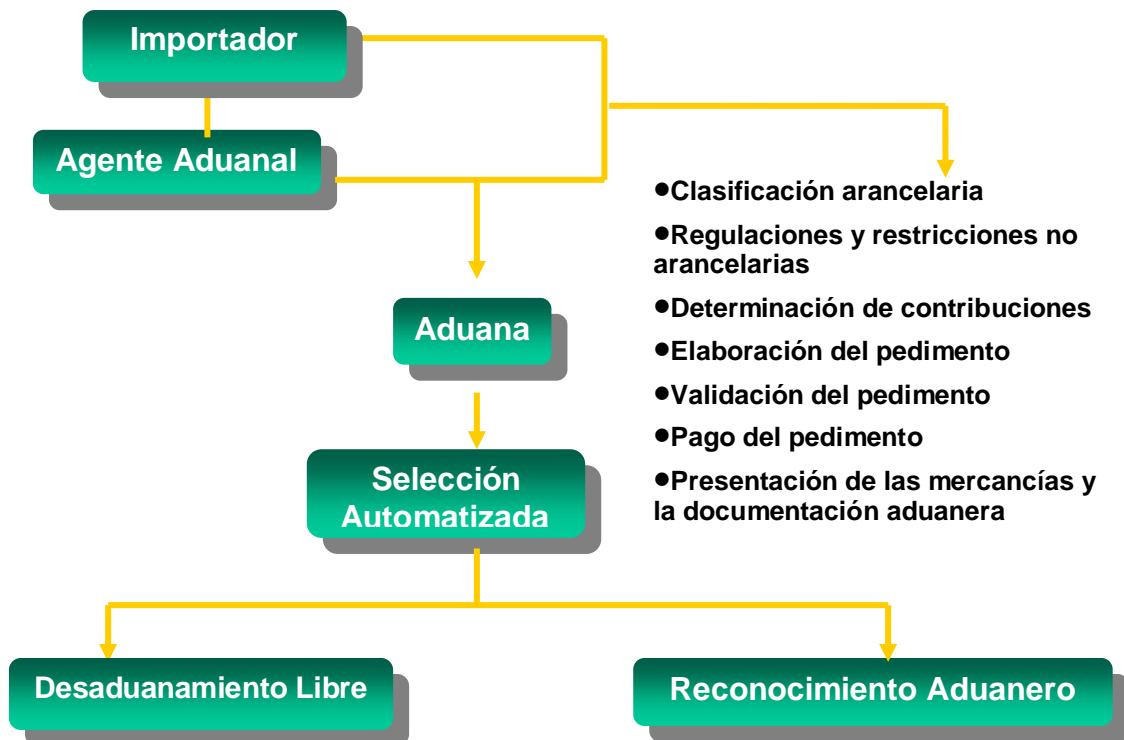 Importador
Agente Aduanal
●Clasificación arancelaria
●Regulaciones y restricciones no
arancelarias
●Determinación de contribuciones
●Elaboración del pedimento
●Validación del pedimento
●Pago del pedimento
●Presentación de las mercancías y
la documentación aduanera
Aduana
Selección
Automatizada
Desaduanamiento Libre
Reconocimiento Aduanero